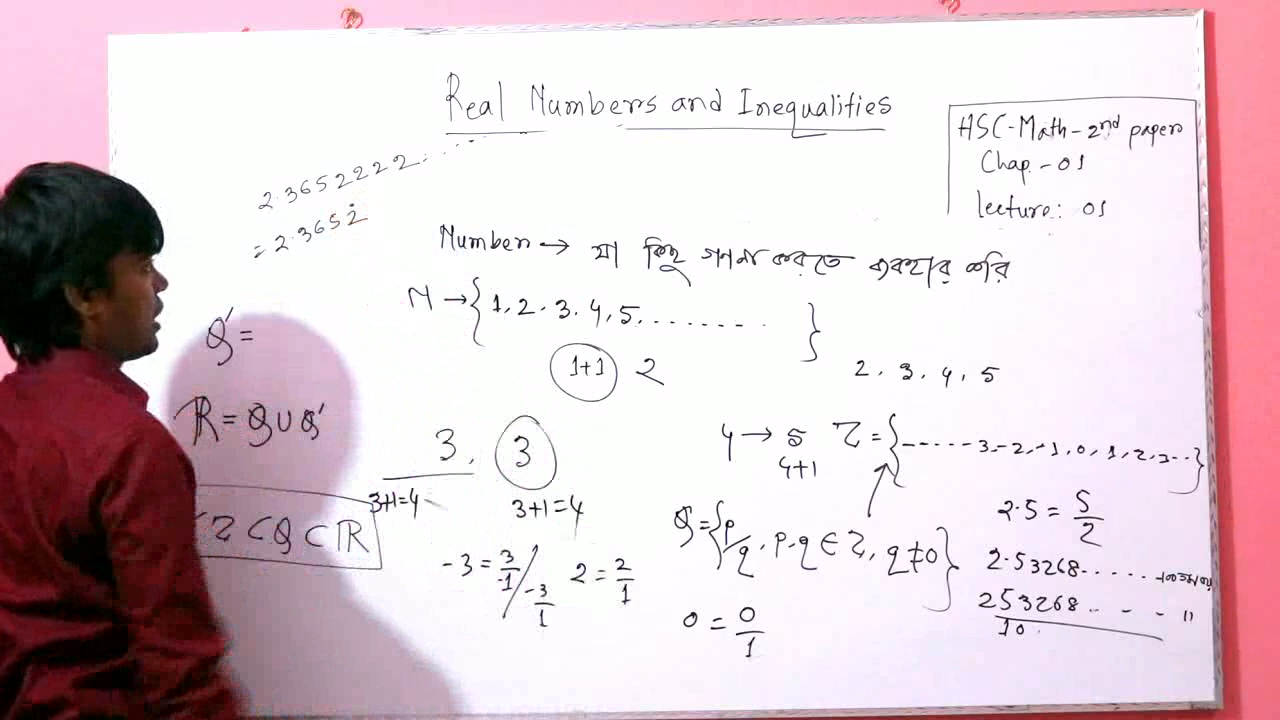 Real Numbers and Inequalities
HSC-Math-2nd paper
Chap-01
lecture: 01
2.3652222.......
= 2.3652̇
Number → যা কিছু গণনা করতে ব্যবহার করি
N → {1, 2, 3, 4, 5, ........ }
1+1 2
2, 3, 4, 5
Q′ =
R = Q∪Q′
3, 3
3+1=4 3+1=4
4 → 5
4+1
Z = {------3,-2,-1,0,1,2,3..}
Z ⊂ Q ⊂ R
-3 = 3/-1 / -3/1
2 = 2/1
Q = {p/q, p,q ∈ Z, q≠0}
0 = 0/1
2.5 = 5/2
2.53268......
253268... "
10